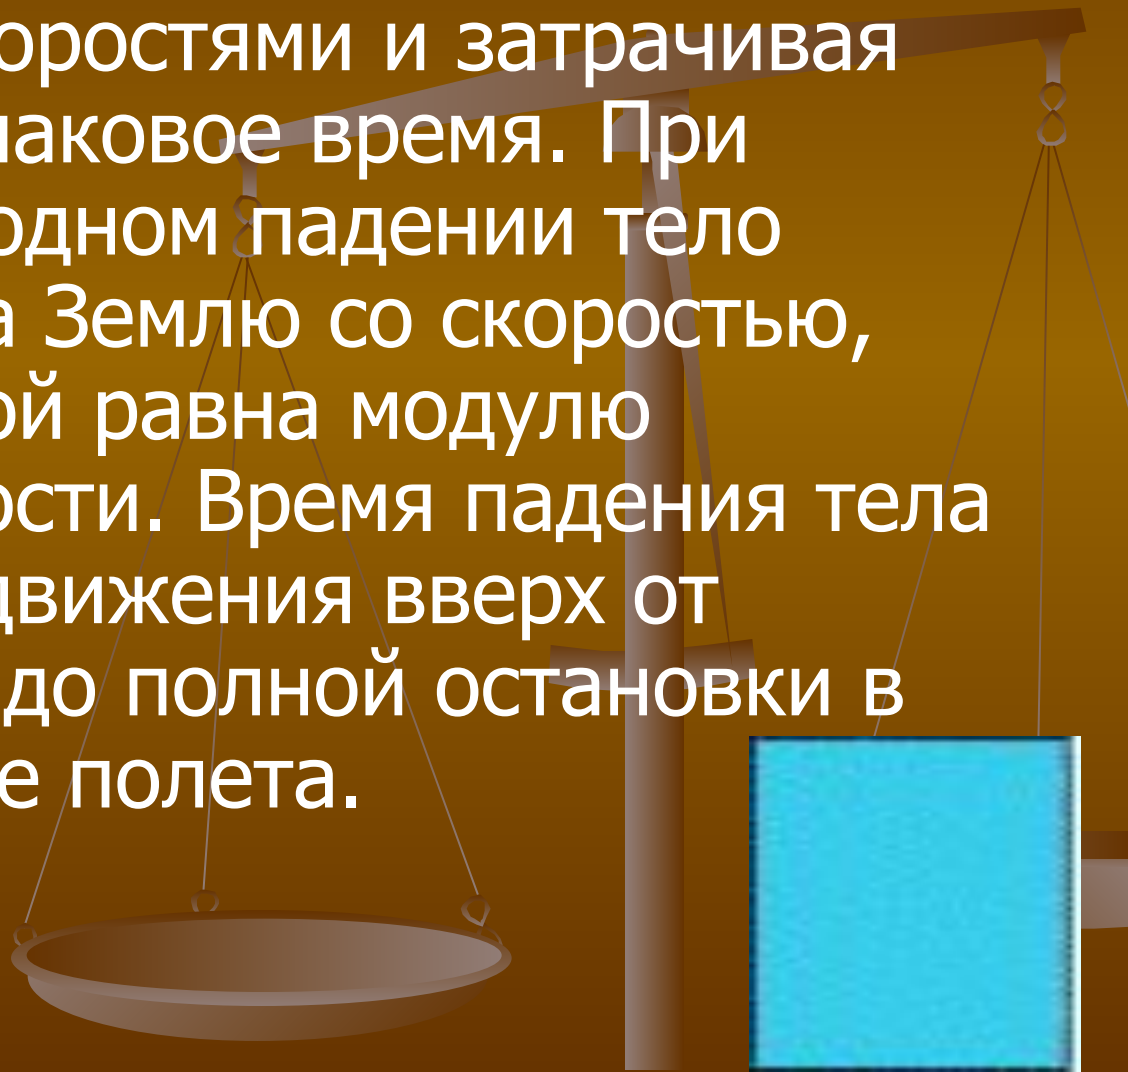 оростями и затрачивая
наковое время. При
одном падении тело
а Землю со скоростью,
ой равна модулю
ости. Время падения тела
движения вверх от
до полной остановки в
е полета.